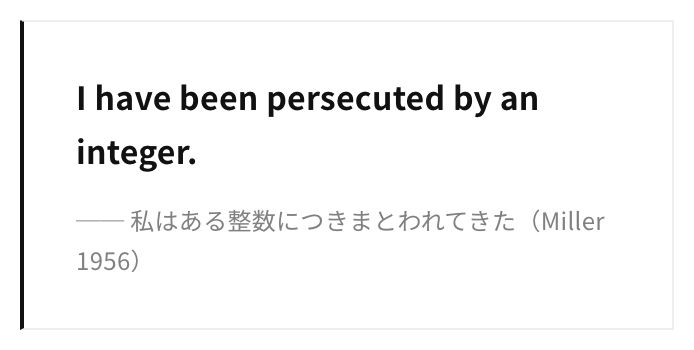 I have been persecuted by an
integer.
—— 私はある整数につきまとわれてきた（Miller
1956）